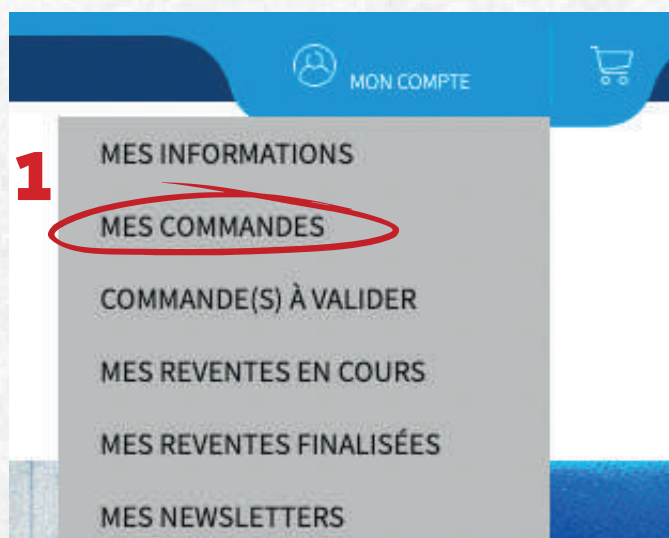 MON COMPTE
MES INFORMATIONS
1
MES COMMANDES
COMMANDE(S) À VALIDER
MES REVENTES EN COURS
MES REVENTES FINALISÉES
MES NEWSLETTERS